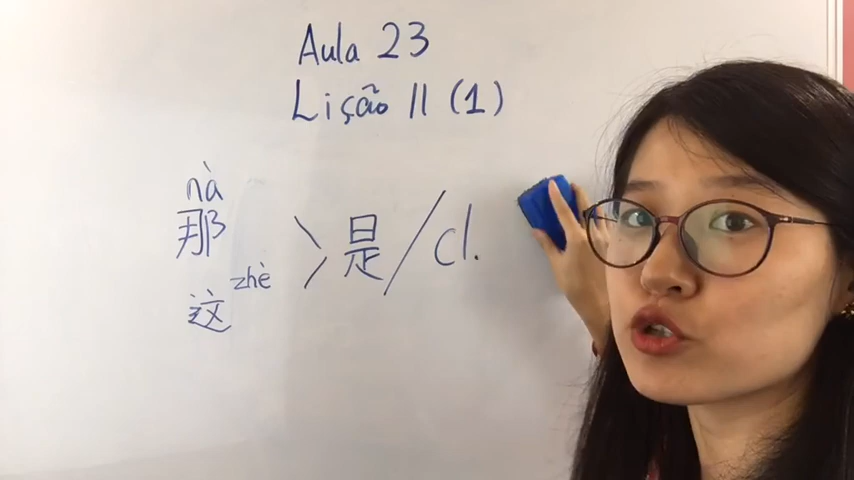 Aula 23
Lição 11 (1)
nà
那
zhè
这
> 是 / cl.